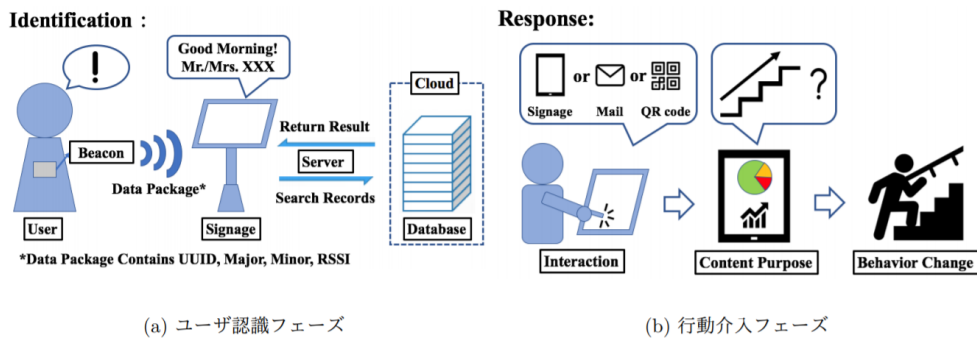 Identification :
!
Good Morning!
Mr./Mrs. XXX
Cloud
Return Result
Beacon
Server
Data Package*
Search Records
User
Signage
Database
*Data Package Contains UUID, Major, Minor, RSSI
(a) ユーザ認識フェーズ
Response:
or
or
Signage
Mail
QR code
?
Interaction
Content Purpose
Behavior Change
(b) 行動介入フェーズ